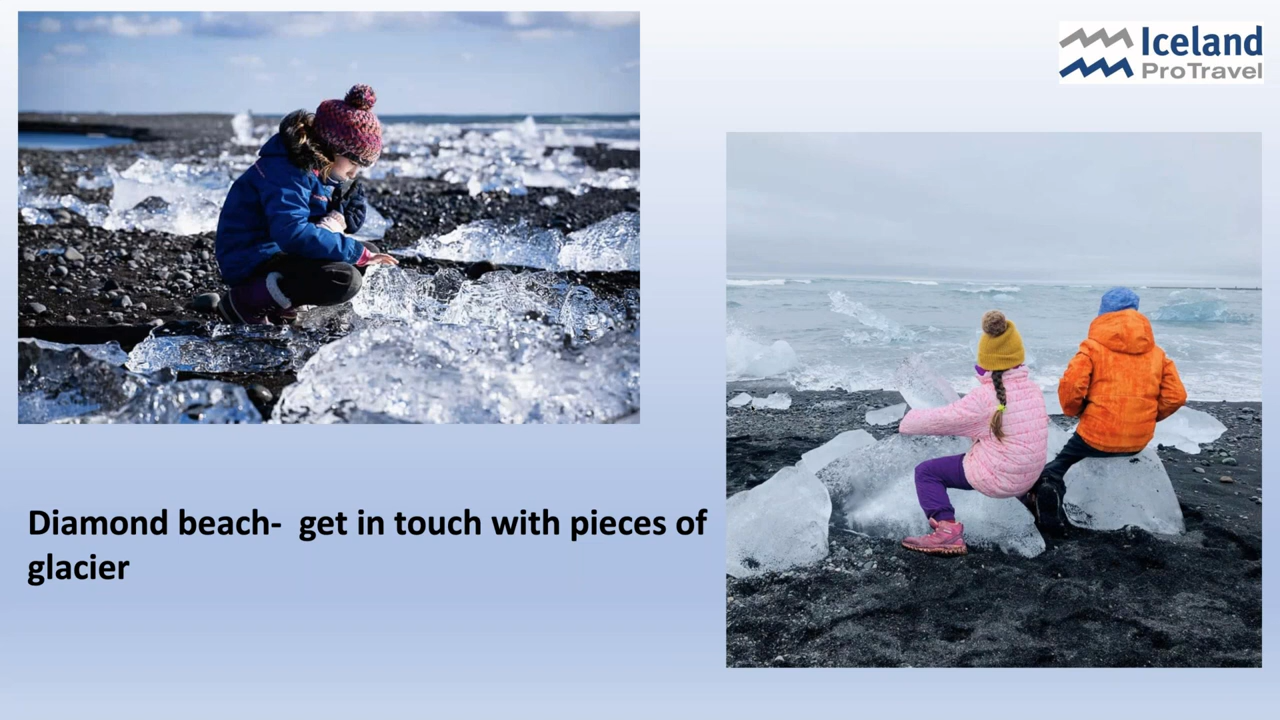 Iceland
ProTravel
Diamond beach-  get in touch with pieces of
glacier